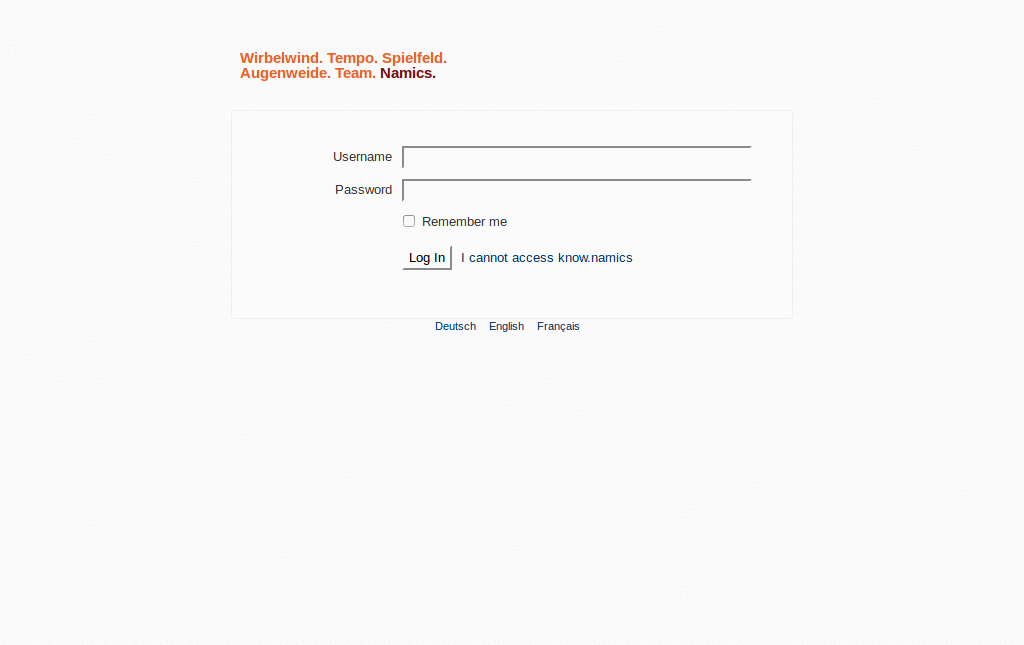 Wirbelwind. Tempo. Spielfeld.
Augenweide. Team. Namics.
Username
Password
Remember me
Log In I cannot access know.namics
Deutsch English Français